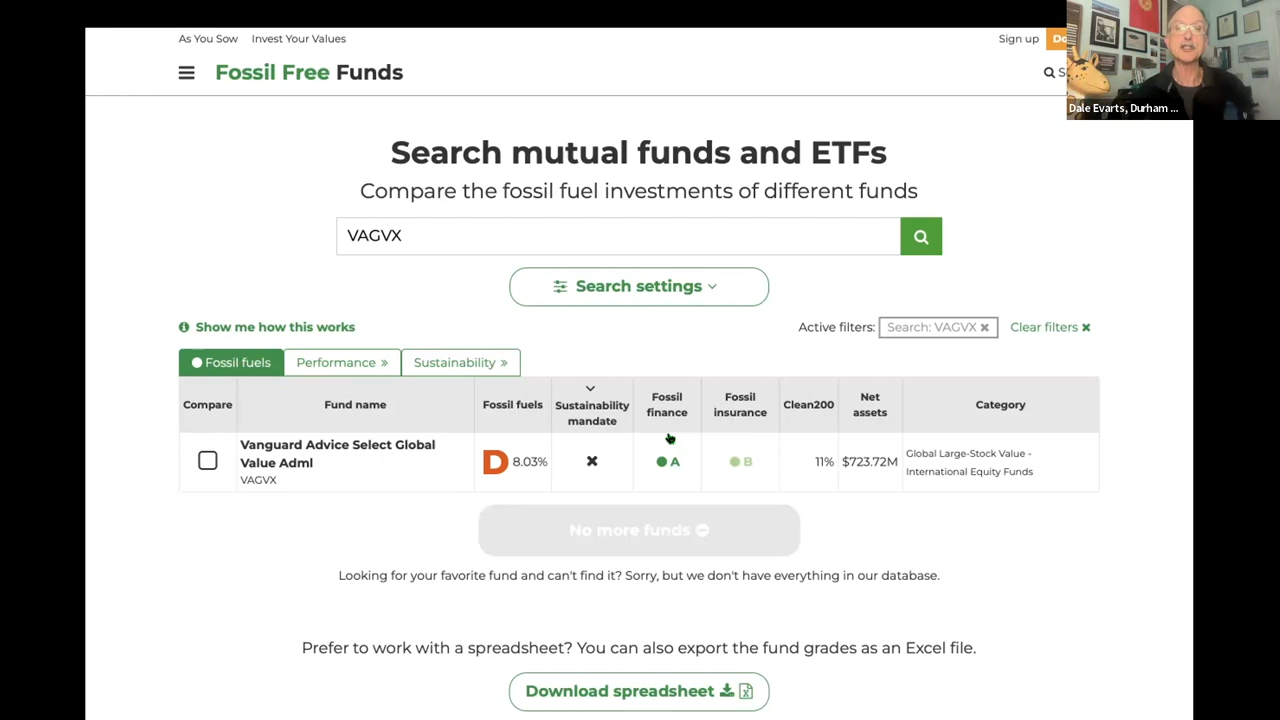 As You Sow Invest Your Values
Sign up
Fossil Free Funds
Dale Evarts, Durham ...
Search mutual funds and ETFs
Compare the fossil fuel investments of different funds
VAGVX
Search settings
Show me how this works
Active filters: Search: VAGVX Clear filters
Fossil fuels Performance » Sustainability »
Compare Fund name Fossil fuels Sustainability mandate Fossil finance Fossil insurance Clean200 Net assets Category
Vanguard Advice Select Global
Value Adml
VAGVX
D 8.03% A B 11% $723.72M
Global Large-Stock Value -
International Equity Funds
No more funds
Looking for your favorite fund and can't find it? Sorry, but we don't have everything in our database.
Prefer to work with a spreadsheet? You can also export the fund grades as an Excel file.
Download spreadsheet